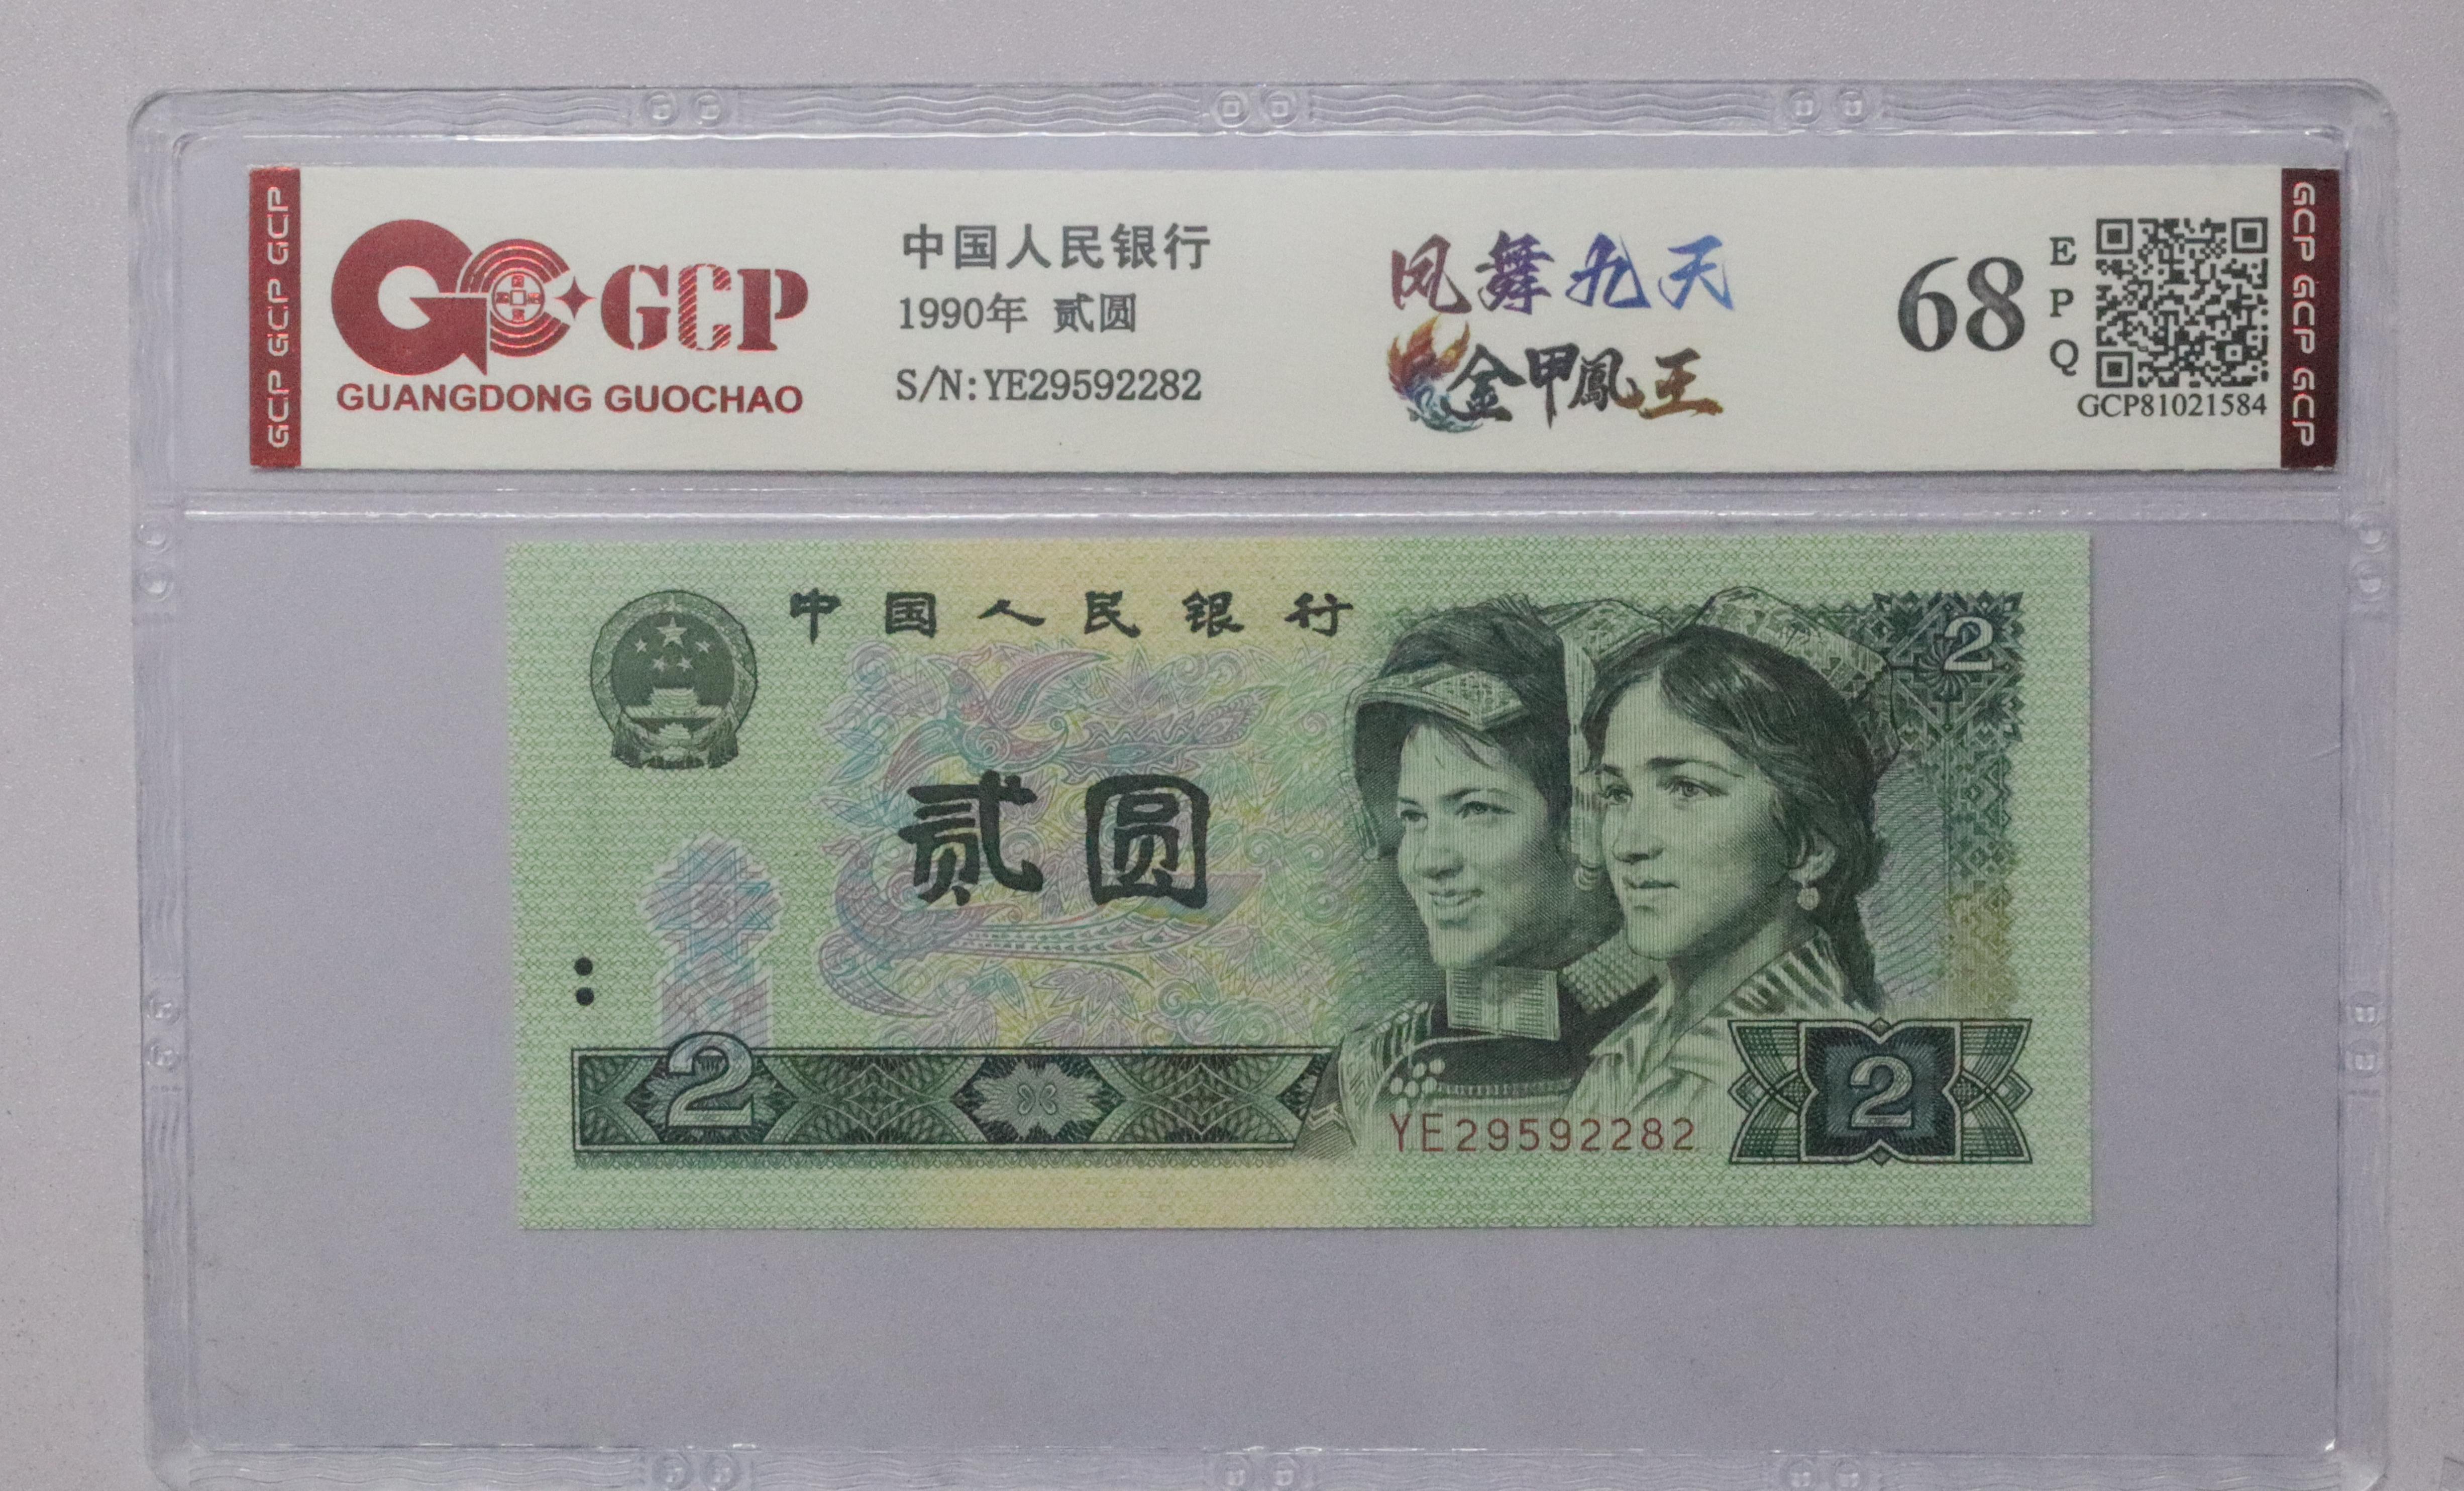 GCP GCP GCP
GCP
GUANGDONG GUOCHAO
中国人民银行
1990年 贰圆
S/N:YE29592282
凤舞九天
金甲鳳王
68
E
P
Q
GCP81021584
GCP GCP GCP
中国人民银行
2
贰圆
2
YE29592282
2